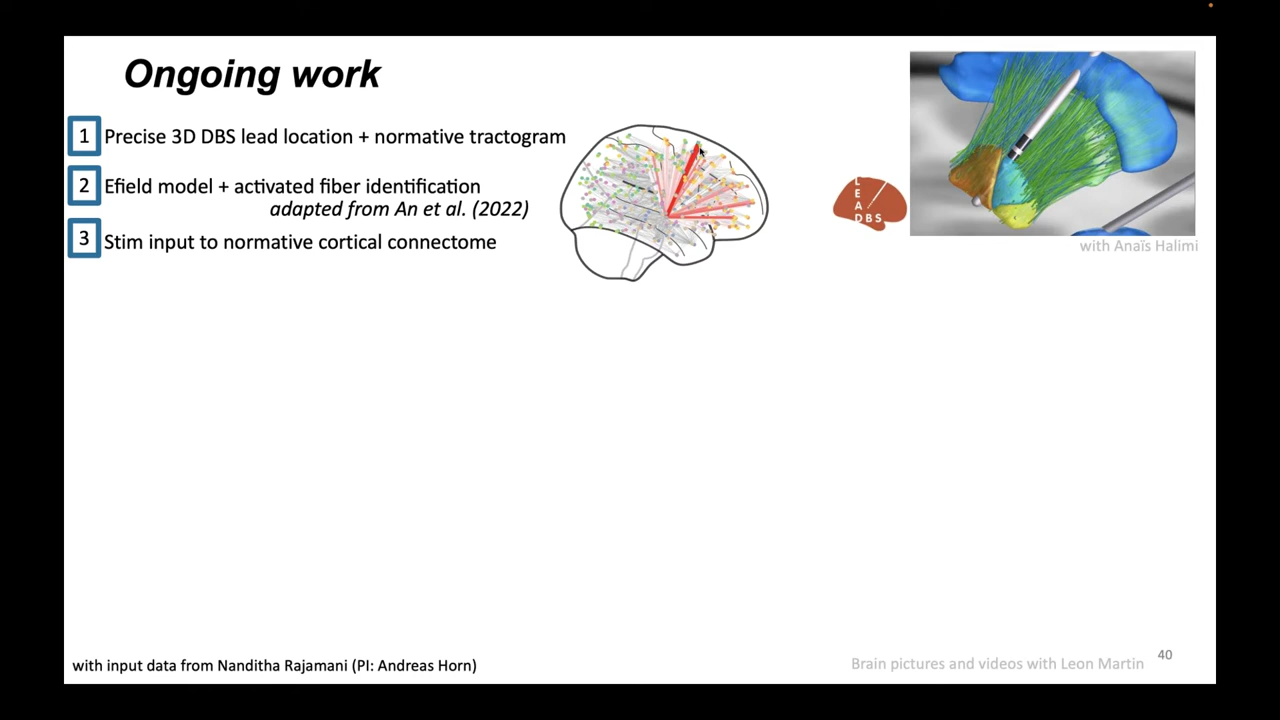 Ongoing work
1 Precise 3D DBS lead location + normative tractogram
2 Efield model + activated fiber identification
adapted from An et al. (2022)
3 Stim input to normative cortical connectome
LEAD DBS
with Anaïs Halimi
with input data from Nanditha Rajamani (PI: Andreas Horn)
Brain pictures and videos with Leon Martin
40